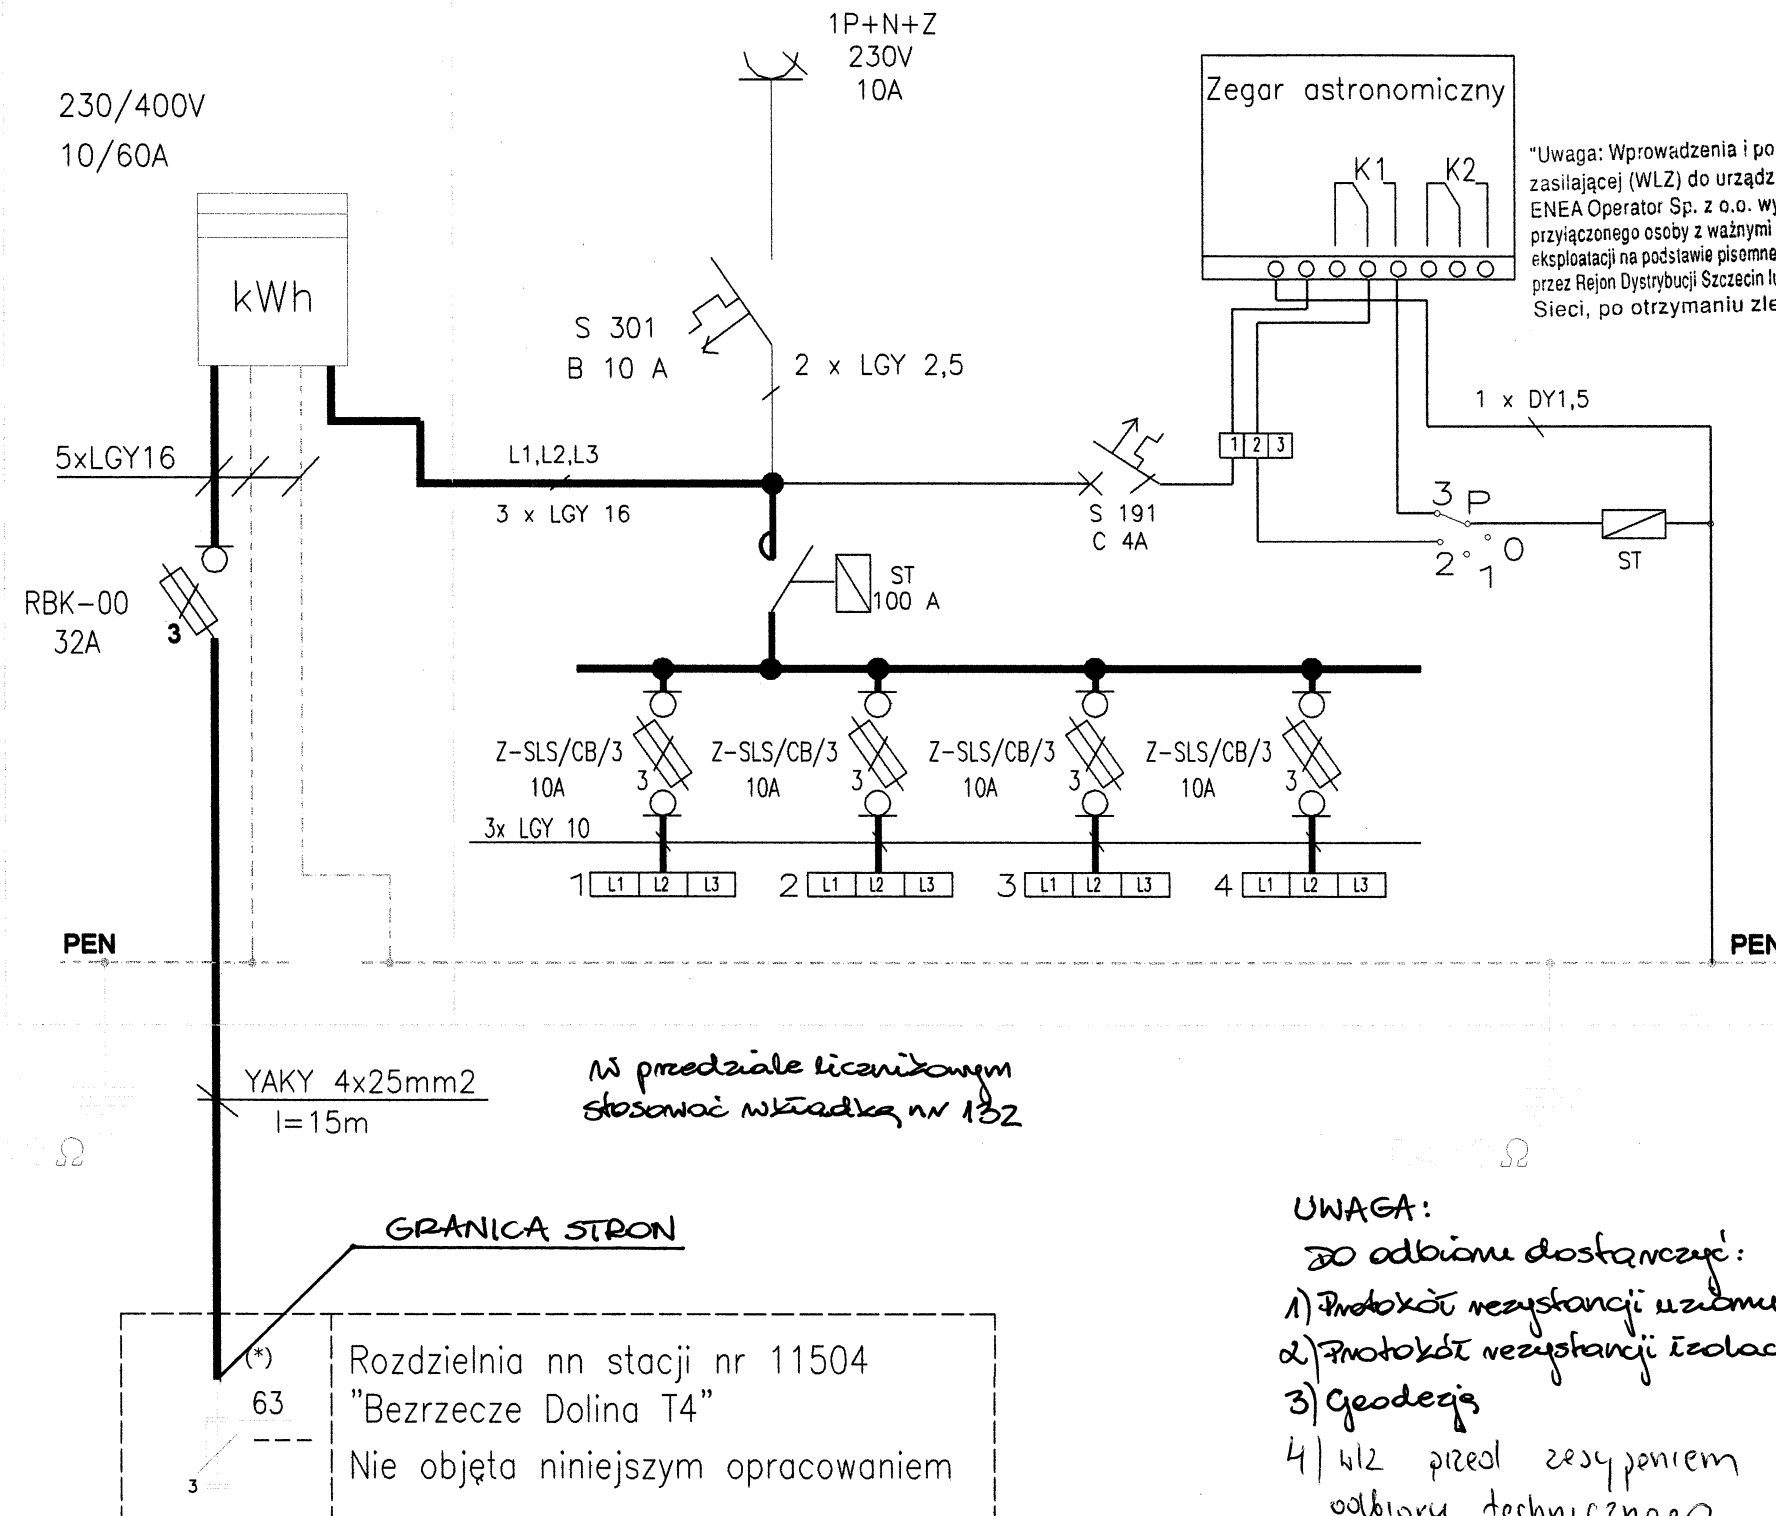 1P+N+Z
230V
10A
230/400V
10/60A
kWh
Zegar astronomiczny
K1
K2
"Uwaga: Wprowadzenia i po
zasilającej (WLZ) do urządz
ENEA Operator Sp. z o.o. wy
przyłączonego osoby z ważnymi
eksploatacji na podstawie pisemne
przez Rejon Dystrybucji Szczecin lu
Sieci, po otrzymaniu zle
S 301
B 10 A
2 x LGY 2,5
1 x DY1,5
5xLGY16
L1,L2,L3
3 x LGY 16
1 2 3
S 191
C 4A
3 P
2 1 0
ST
ST
100 A
RBK-00
32A
3
Z-SLS/CB/3 Z-SLS/CB/3 Z-SLS/CB/3 Z-SLS/CB/3
10A 3 10A 3 10A 3 10A 3
3x LGY 10
1 L1 L2 L3 2 L1 L2 L3 3 L1 L2 L3 4 L1 L2 L3
PEN
PEN
YAKY 4x25mm2
l=15m
W przedziale licznikowym
stosować wkładkę nr 132
Ω
Ω
GRANICA STRON
(*)
63
3
Rozdzielnia nn stacji nr 11504
"Bezrzecze Dolina T4"
Nie objęta niniejszym opracowaniem
UWAGA:
DO odbioru dostarczyć:
1) Protokół rezystancji uziomu
2) Protokół rezystancji izolac
3) Geodezję
4) WLZ przed zasypaniem
odbioru technicznego